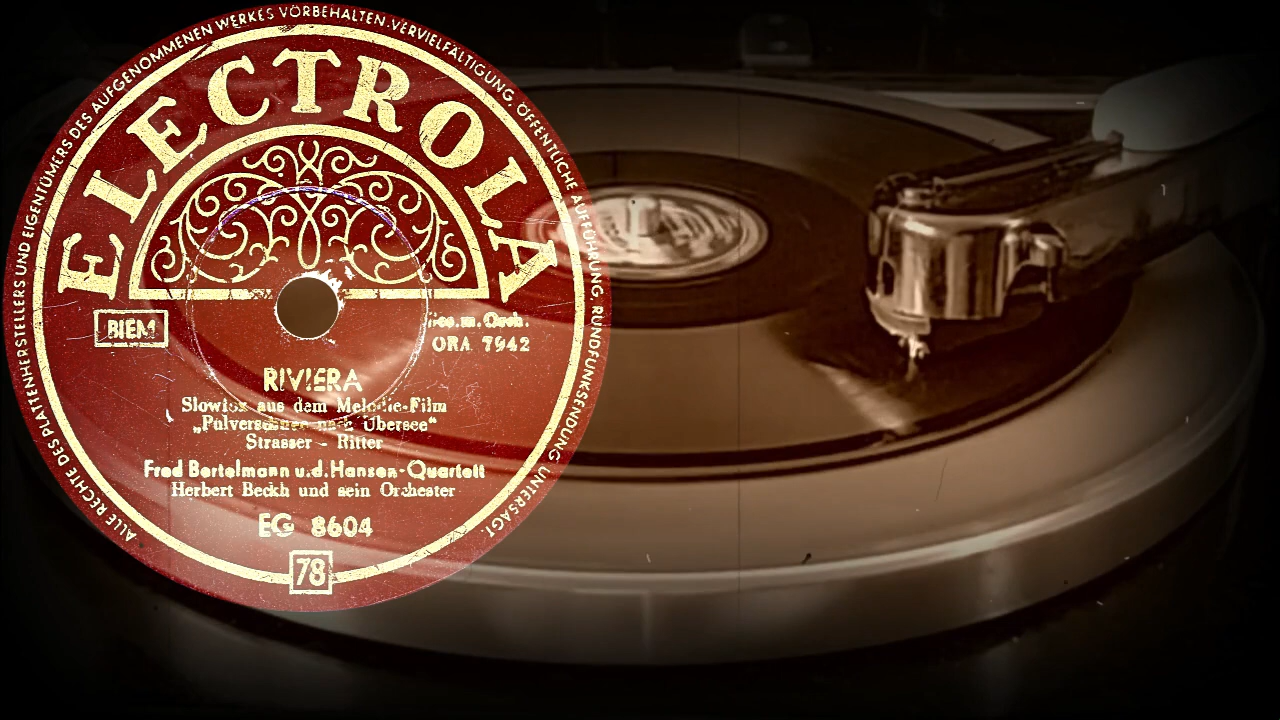 ALLE RECHTE DES PLATTENHERSTELLERS UND EIGENTÜMERS DES AUFGENOMMENEN WERKES VORBEHALTEN. VERVIELFÄLTIGUNG, ÖFFENTLICHE AUFFÜHRUNG, RUNDFUNKSENDUNG UNTERSAGT.
ELECTROLA
BIEM
m. Orch.
ORA 7942
RIVIERA
Slowfox aus dem Melodie-Film
„Pulverschnee nach Übersee“
Strasser - Ritter
Fred Bertelmann u.d. Hansen-Quartett
Herbert Beckh und sein Orchester
EG 8604
78